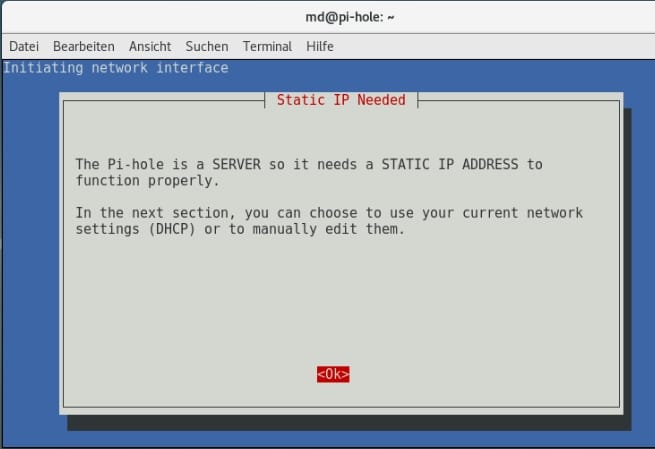 md@pi-hole: ~
Datei Bearbeiten Ansicht Suchen Terminal Hilfe
Initiating network interface
Static IP Needed
The Pi-hole is a SERVER so it needs a STATIC IP ADDRESS to
function properly.
In the next section, you can choose to use your current network
settings (DHCP) or to manually edit them.
<Ok>